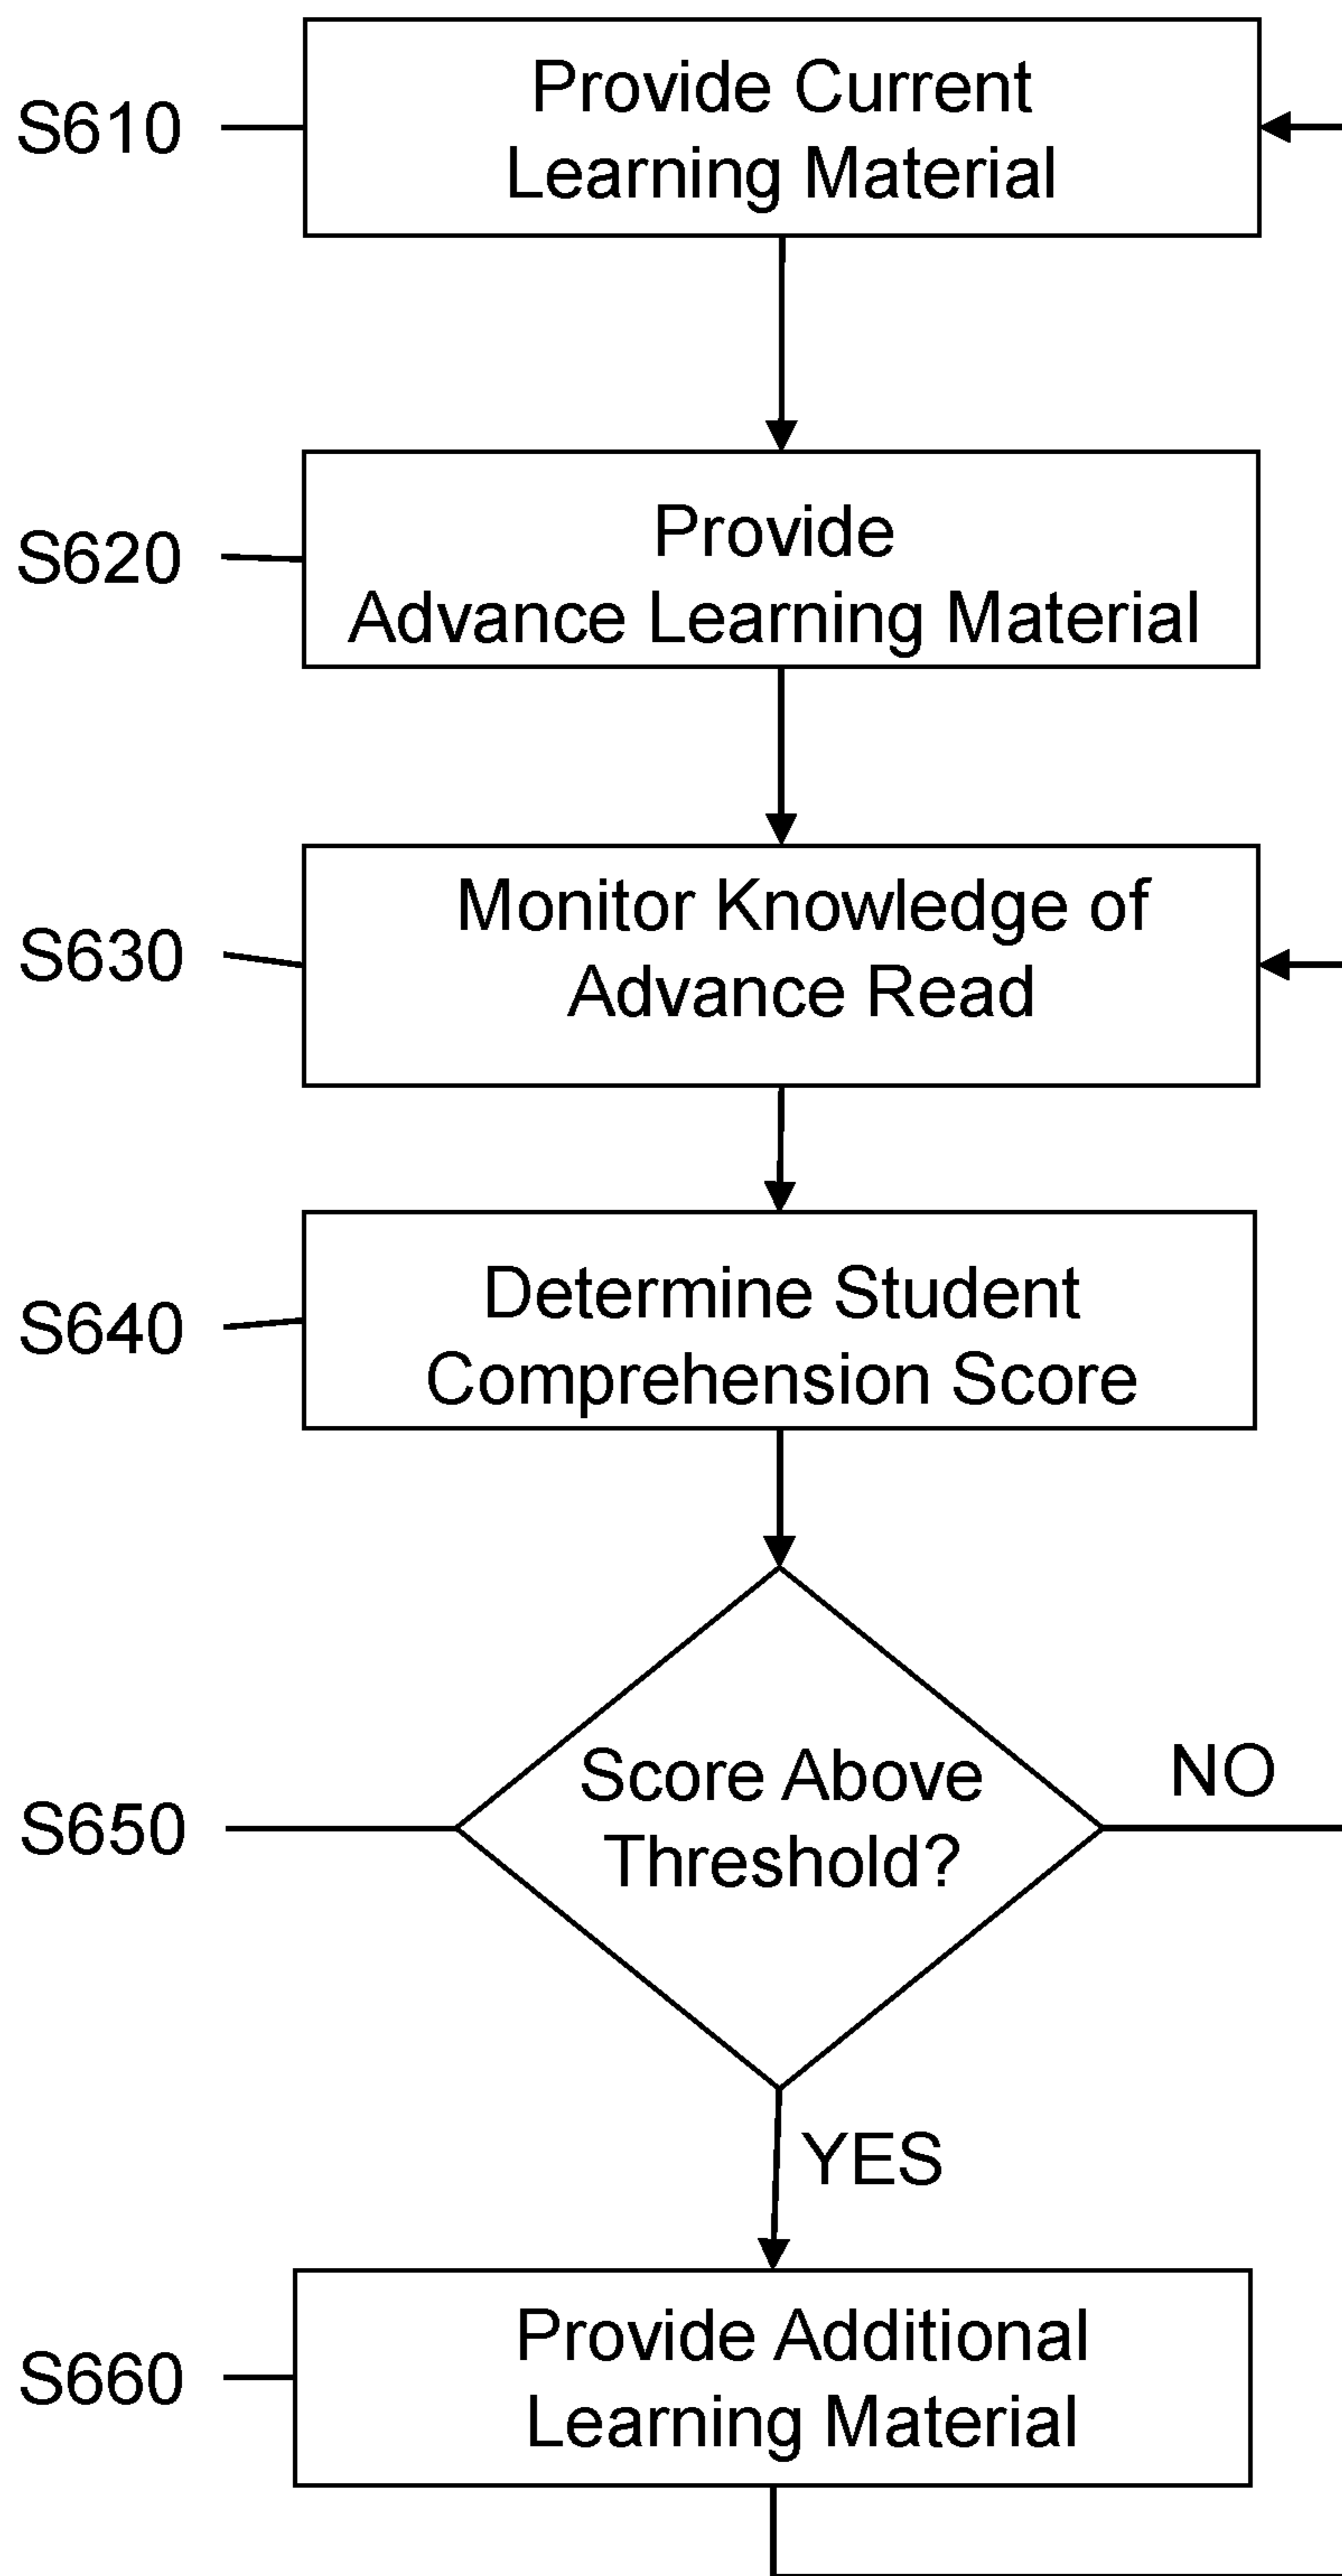 S610
Provide Current
Learning Material
S620
Provide
Advance Learning Material
S630
Monitor Knowledge of
Advance Read
S640
Determine Student
Comprehension Score
S650
Score Above
Threshold?
NO
YES
S660
Provide Additional
Learning Material